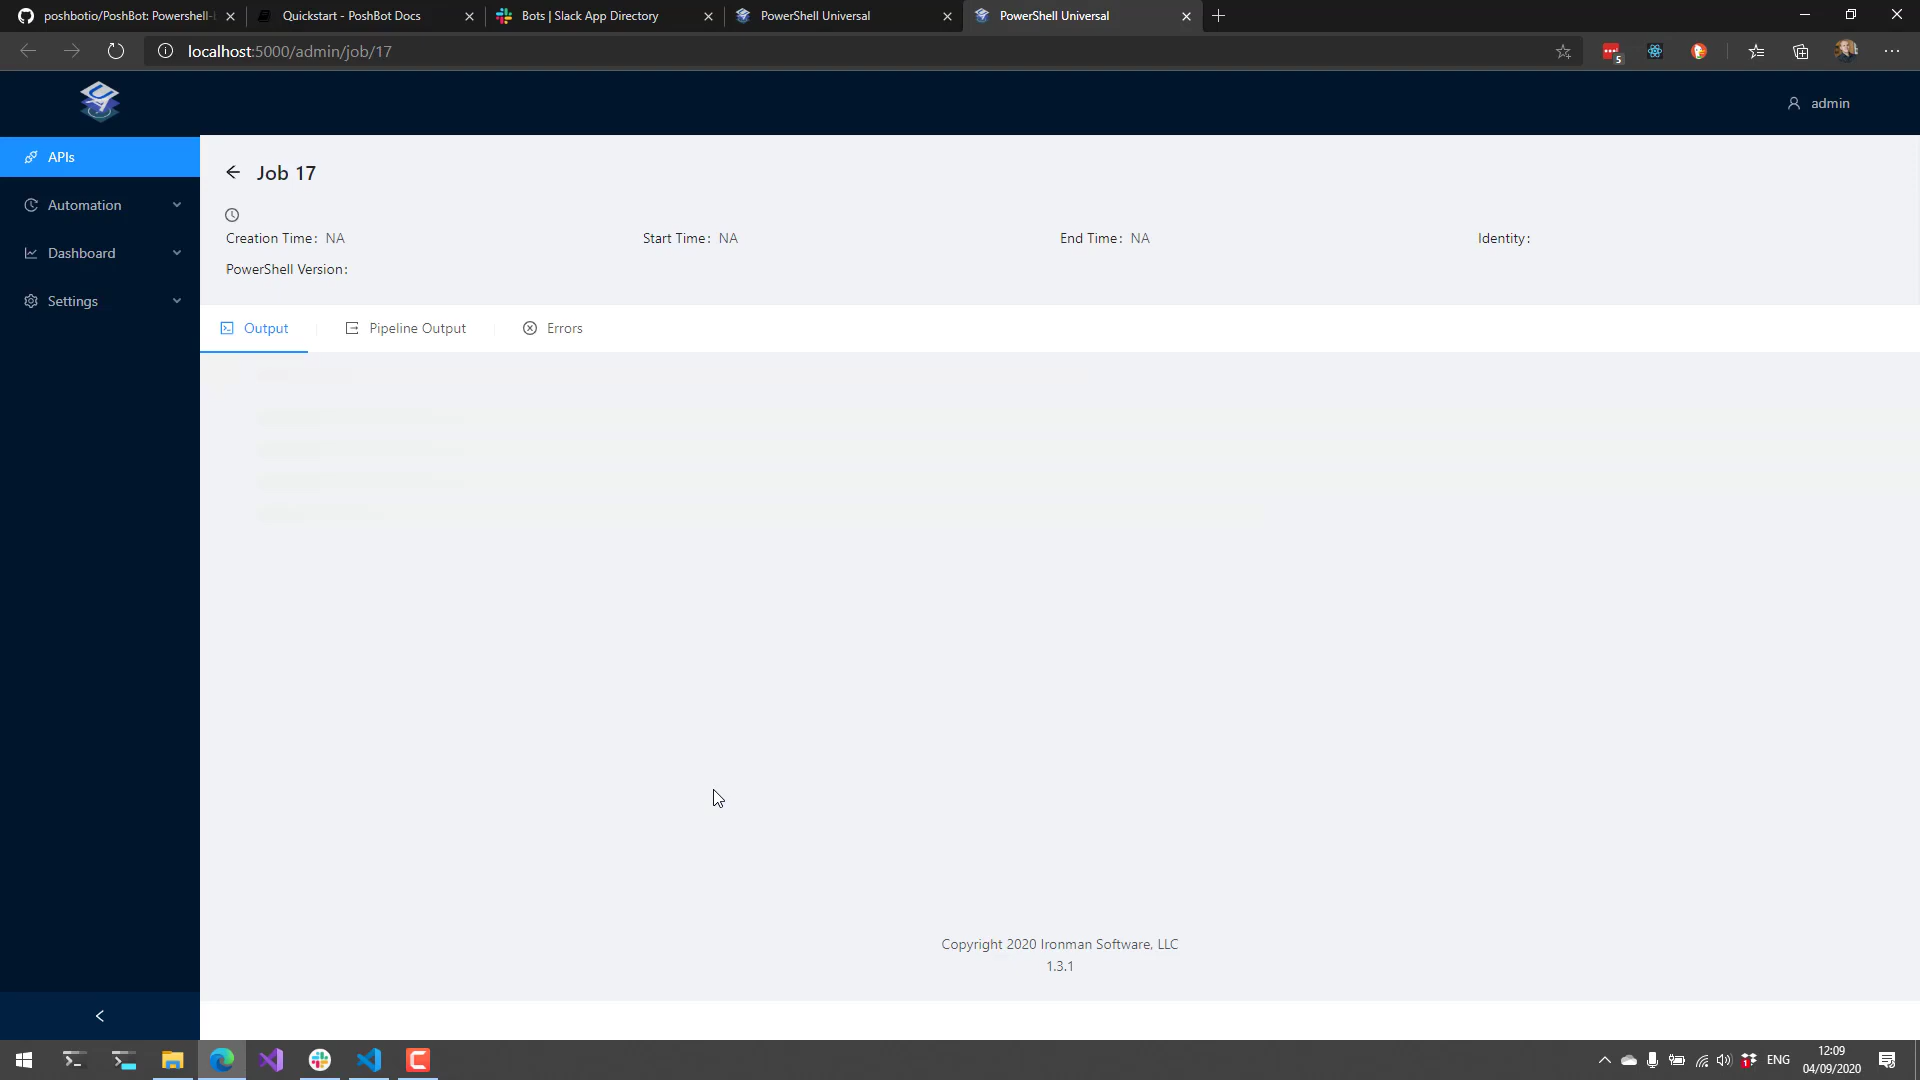 poshbotio/PoshBot: Powershell-
Quickstart - PoshBot Docs
Bots | Slack App Directory
PowerShell Universal
PowerShell Universal
localhost:5000/admin/job/17
5
admin
APIs
Automation
Dashboard
Settings
Job 17
Creation Time: NA
Start Time: NA
End Time: NA
Identity:
PowerShell Version:
Output
Pipeline Output
Errors
Copyright 2020 Ironman Software, LLC
1.3.1
ENG
12:09
04/09/2020